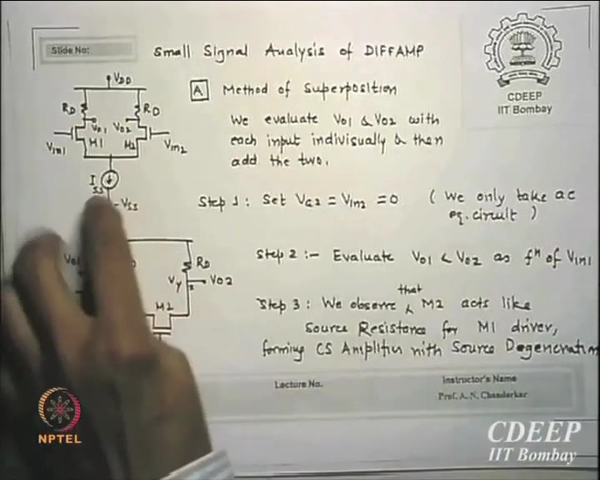 Slide No:
Small Signal Analysis of DIFFAMP
CDEEP
IIT Bombay
VDD
RD
RD
VO1
VO2
Vin1
M1
M2
Vin2
ISS
-VSS
A Method of Superposition
We evaluate VO1 & VO2 with
each input indivisually & then
add the two.
Step 1: Set VG2 = Vin2 = 0 (We only take ac
eq. circuit)
Step 2:- Evaluate VO1 & VO2 as fn of Vin1
Step 3: We observe that M2 acts like
Source Resistance for M1 driver,
forming CS Amplifier with Source Degeneration
VO1
RD
Vy
VO2
M2
Lecture No.
Instructor's Name
Prof. A. N. Chandorkar
NPTEL
CDEEP
IIT Bombay